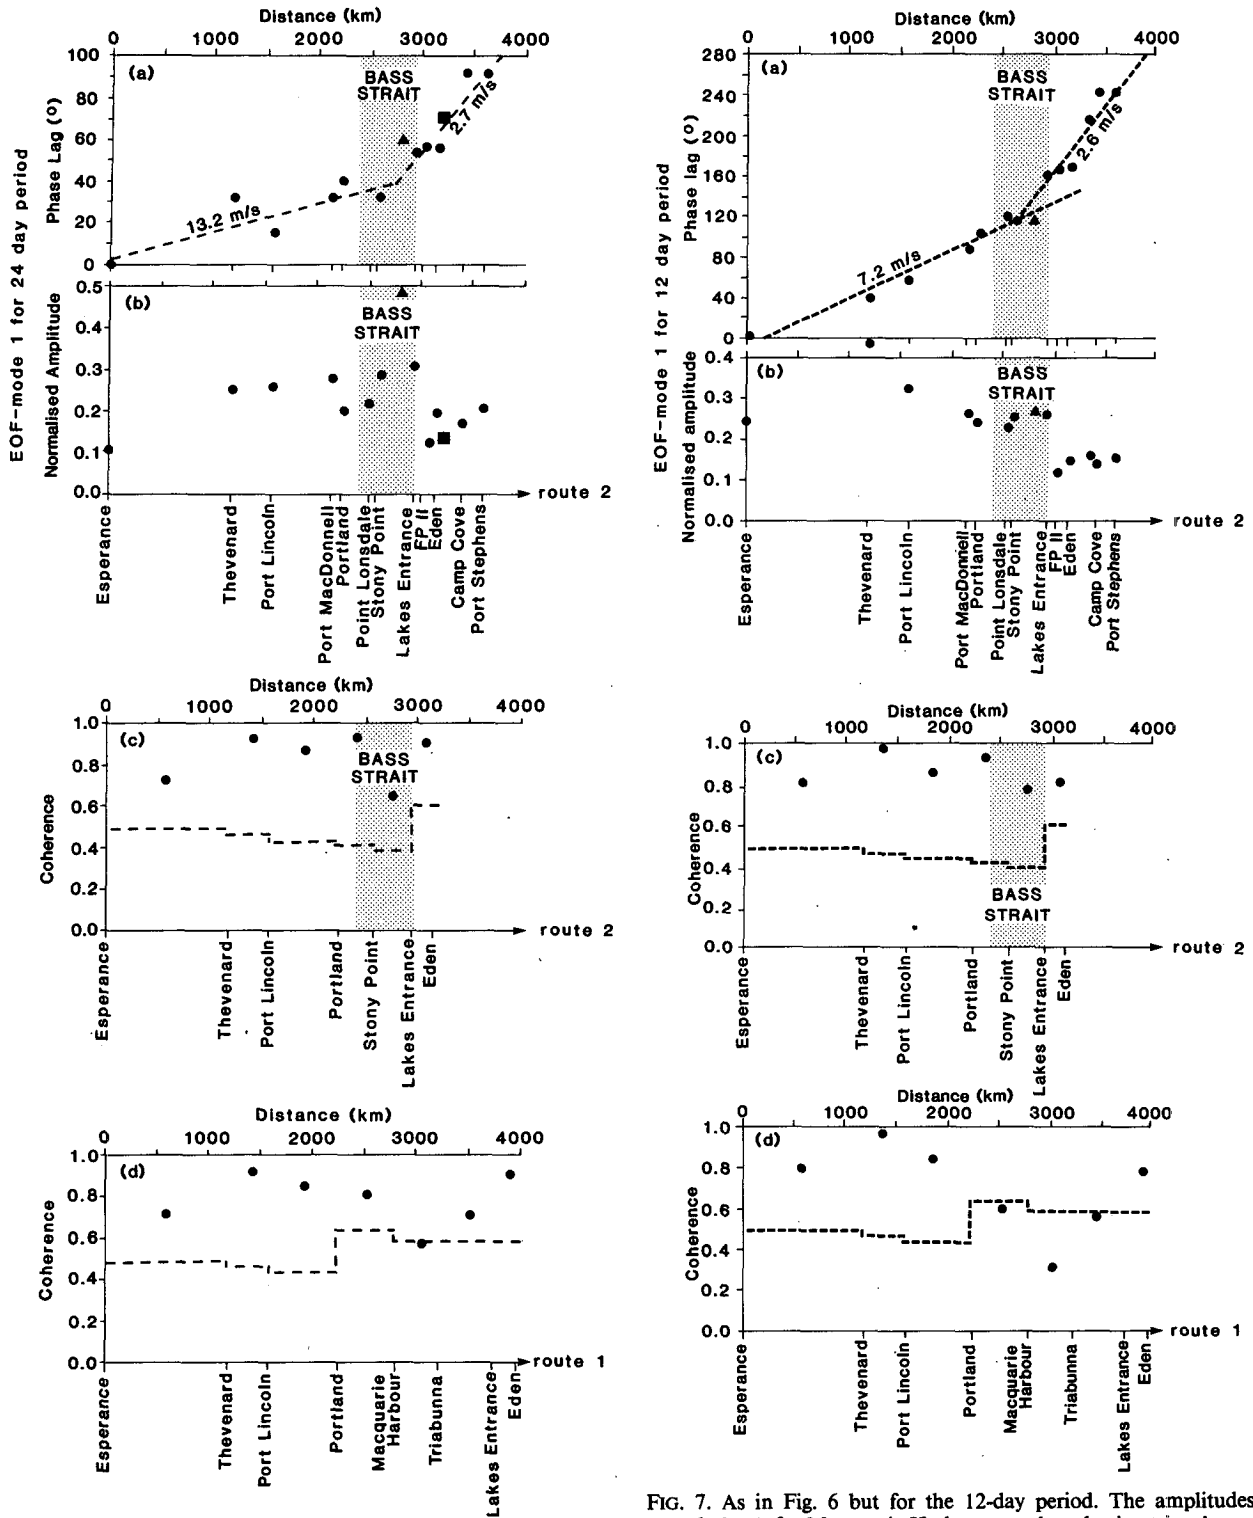 Distance (km)
0 1000 2000 3000 4000
EOF-mode 1 for 24 day period
Phase Lag (°)
100
80
60
40
20
0
(a)
BASS
STRAIT
13.2 m/s
2.7 m/s
Normalised Amplitude
0.5
0.4
0.3
0.2
0.1
0.0
(b)
BASS
STRAIT
route 2
Esperance
Thevenard
Port Lincoln
Port MacDonnell
Portland
Point Lonsdale
Stony Point
Lakes Entrance
FP II
Eden
Camp Cove
Port Stephens
Distance (km)
0 1000 2000 3000 4000
Coherence
1.0
0.8
0.6
0.4
0.2
0.0
(c)
BASS
STRAIT
route 2
Esperance
Thevenard
Port Lincoln
Portland
Stony Point
Lakes Entrance
Eden
Distance (km)
0 1000 2000 3000 4000
Coherence
1.0
0.8
0.6
0.4
0.2
0.0
(d)
route 1
Esperance
Thevenard
Port Lincoln
Portland
Macquarie
Harbour
Triabunna
Lakes Entrance
Eden
Distance (km)
0 1000 2000 3000 4000
EOF-mode 1 for 12 day period
Phase lag (°)
280
240
200
160
120
80
40
0
(a)
BASS
STRAIT
7.2 m/s
2.6 m/s
Normalised amplitude
0.4
0.3
0.2
0.1
0.0
(b)
BASS
STRAIT
route 2
Esperance
Thevenard
Port Lincoln
Port MacDonnell
Portland
Point Lonsdale
Stony Point
Lakes Entrance
FP II
Eden
Camp Cove
Port Stephens
Distance (km)
0 1000 2000 3000 4000
Coherence
1.0
0.8
0.6
0.4
0.2
0.0
(c)
BASS
STRAIT
route 2
Esperance
Thevenard
Port Lincoln
Portland
Stony Point
Lakes Entrance
Eden
Distance (km)
0 1000 2000 3000 4000
Coherence
1.0
0.8
0.6
0.4
0.2
0.0
(d)
route 1
Esperance
Thevenard
Port Lincoln
Portland
Macquarie
Harbour
Triabunna
Lakes Entrance
Eden
FIG. 7. As in Fig. 6 but for the 12-day period. The amplitudes